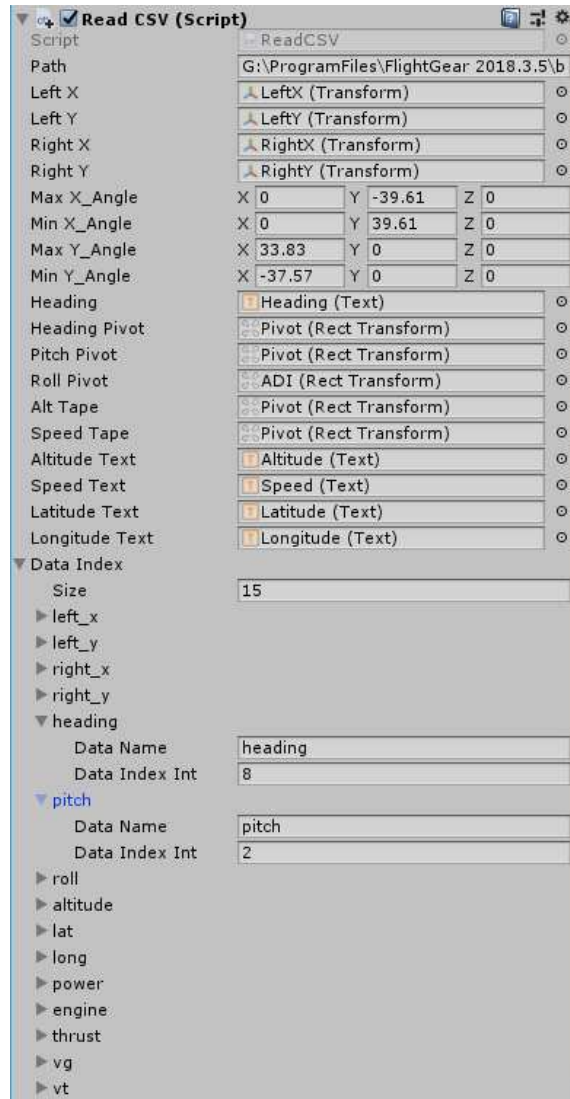 Read CSV (Script)
Script ReadCSV
Path G:\ProgramFiles\FlightGear 2018.3.5\b
Left X LeftX (Transform)
Left Y LeftY (Transform)
Right X RightX (Transform)
Right Y RightY (Transform)
Max X_Angle X 0 Y -39.61 Z 0
Min X_Angle X 0 Y 39.61 Z 0
Max Y_Angle X 33.83 Y 0 Z 0
Min Y_Angle X -37.57 Y 0 Z 0
Heading T Heading (Text)
Heading Pivot Pivot (Rect Transform)
Pitch Pivot Pivot (Rect Transform)
Roll Pivot ADI (Rect Transform)
Alt Tape Pivot (Rect Transform)
Speed Tape Pivot (Rect Transform)
Altitude Text T Altitude (Text)
Speed Text T Speed (Text)
Latitude Text T Latitude (Text)
Longitude Text T Longitude (Text)
Data Index
Size 15
left_x
left_y
right_x
right_y
heading
Data Name heading
Data Index Int 8
pitch
Data Name pitch
Data Index Int 2
roll
altitude
lat
long
power
engine
thrust
vg
vt